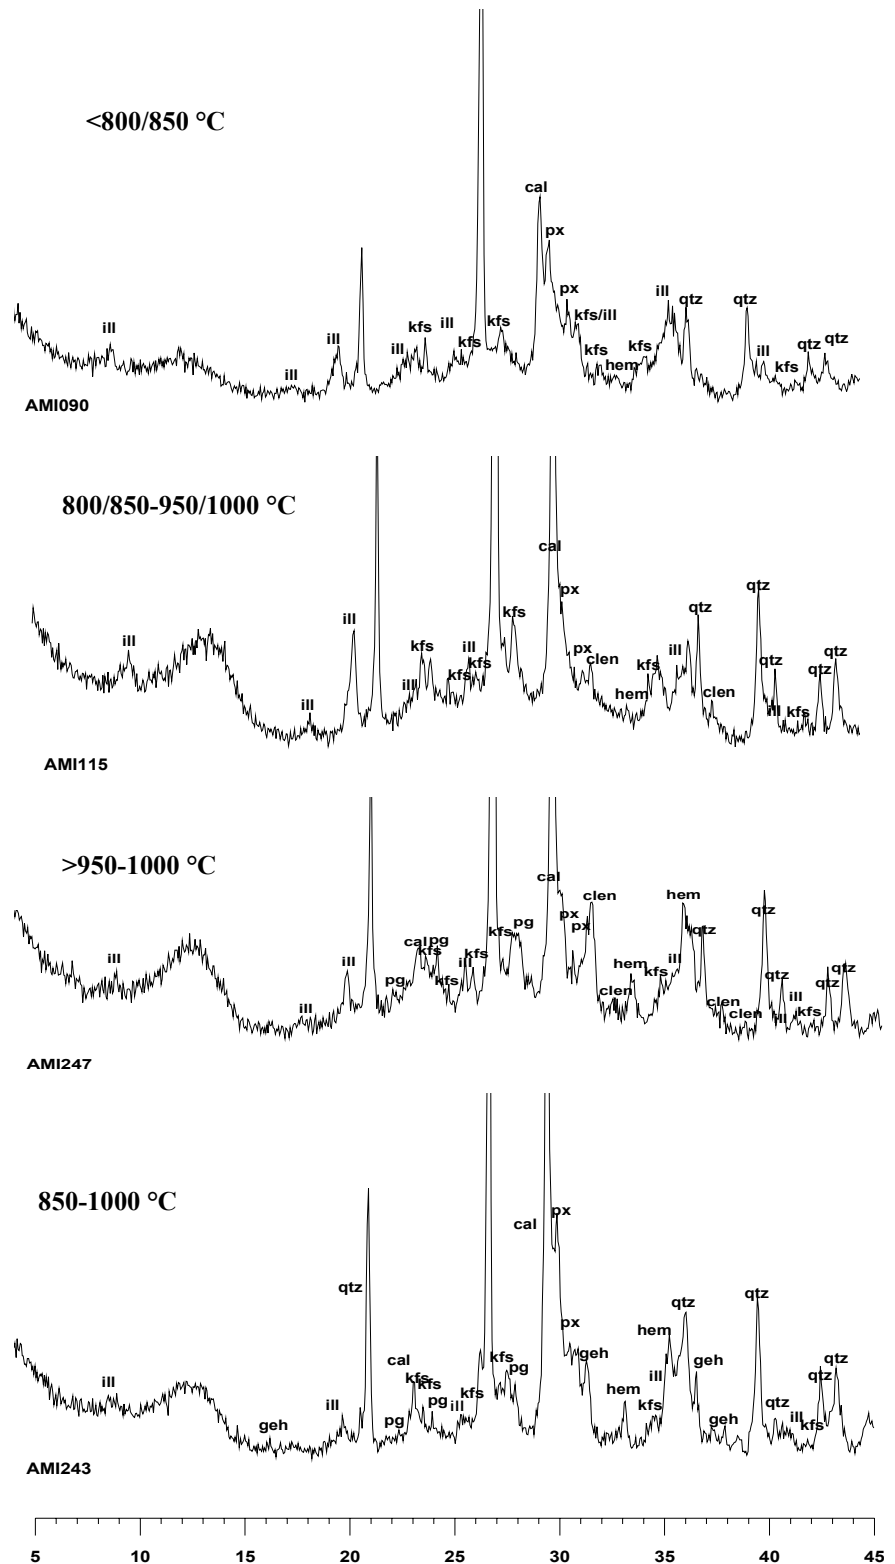 <800/850 °C
cal
px
ill
ill
ill
ill
kfs
ill
kfs
kfs
px
kfs/ill
kfs
hem
kfs
ill
qtz
qtz
ill
kfs
qtz
qtz
AMI090
800/850-950/1000 °C
ill
ill
ill
ill
kfs
kfs
ill
kfs
kfs
cal
px
px
clen
hem
kfs
ill
qtz
clen
qtz
qtz
ill
kfs
qtz
qtz
AMI115
>950-1000 °C
ill
ill
ill
pg
cal
kfs
pg
kfs
ill
kfs
kfs
pg
cal
px
px
clen
clen
hem
kfs
ill
hem
qtz
clen
clen
qtz
qtz
ill
ill
kfs
qtz
qtz
AMI247
850-1000 °C
ill
geh
ill
qtz
pg
cal
kfs
kfs
pg
ill
kfs
kfs
pg
cal
px
px
geh
hem
kfs
ill
hem
qtz
geh
geh
qtz
qtz
ill
kfs
qtz
qtz
AMI243
5 10 15 20 25 30 35 40 45